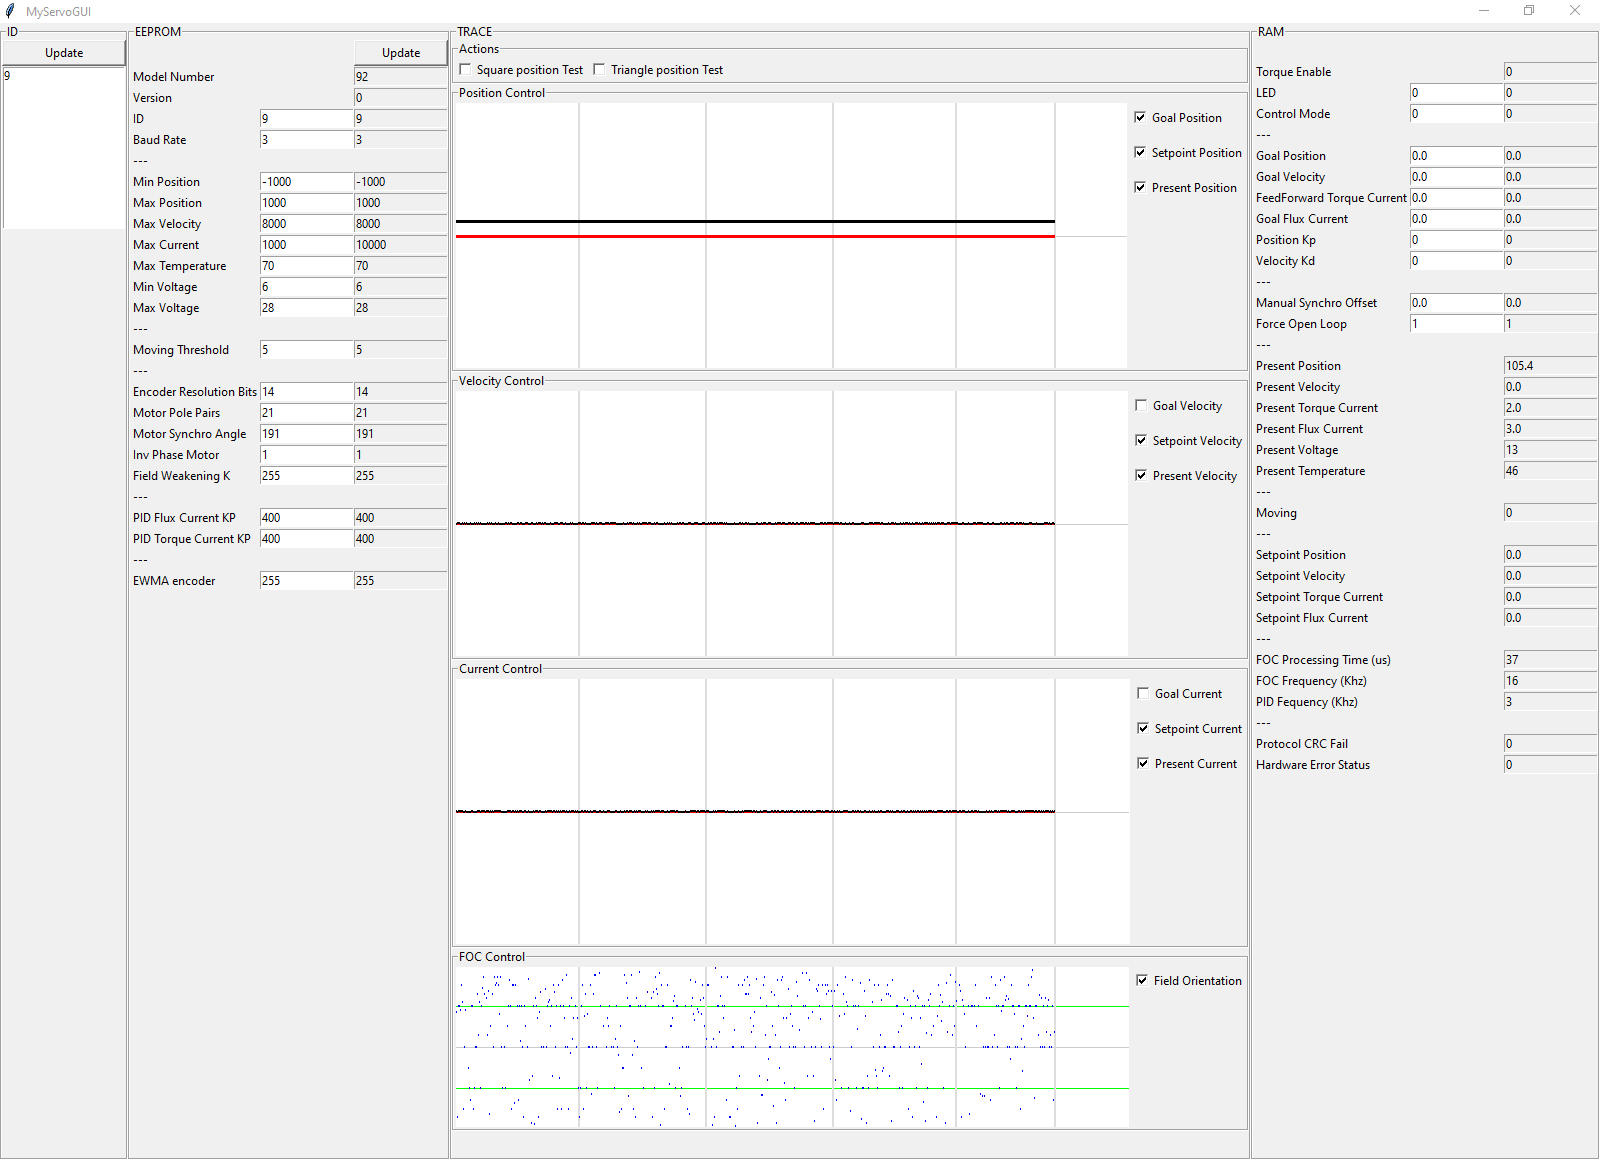 MyServoGUI
ID
Update
9
EEPROM
Update
Model Number 92
Version 0
ID 9 9
Baud Rate 3 3
---
Min Position -1000 -1000
Max Position 1000 1000
Max Velocity 8000 8000
Max Current 1000 10000
Max Temperature 70 70
Min Voltage 6 6
Max Voltage 28 28
---
Moving Threshold 5 5
---
Encoder Resolution Bits 14 14
Motor Pole Pairs 21 21
Motor Synchro Angle 191 191
Inv Phase Motor 1 1
Field Weakening K 255 255
---
PID Flux Current KP 400 400
PID Torque Current KP 400 400
---
EWMA encoder 255 255
TRACE
Actions
Square position Test Triangle position Test
Position Control
Goal Position
Setpoint Position
Present Position
Velocity Control
Goal Velocity
Setpoint Velocity
Present Velocity
Current Control
Goal Current
Setpoint Current
Present Current
FOC Control
Field Orientation
RAM
Torque Enable 0
LED 0 0
Control Mode 0 0
---
Goal Position 0.0 0.0
Goal Velocity 0.0 0.0
FeedForward Torque Current 0.0 0.0
Goal Flux Current 0.0 0.0
Position Kp 0 0
Velocity Kd 0 0
---
Manual Synchro Offset 0.0 0.0
Force Open Loop 1 1
---
Present Position 105.4
Present Velocity 0.0
Present Torque Current 2.0
Present Flux Current 3.0
Present Voltage 13
Present Temperature 46
---
Moving 0
---
Setpoint Position 0.0
Setpoint Velocity 0.0
Setpoint Torque Current 0.0
Setpoint Flux Current 0.0
---
FOC Processing Time (us) 37
FOC Frequency (Khz) 16
PID Fequency (Khz) 3
---
Protocol CRC Fail 0
Hardware Error Status 0